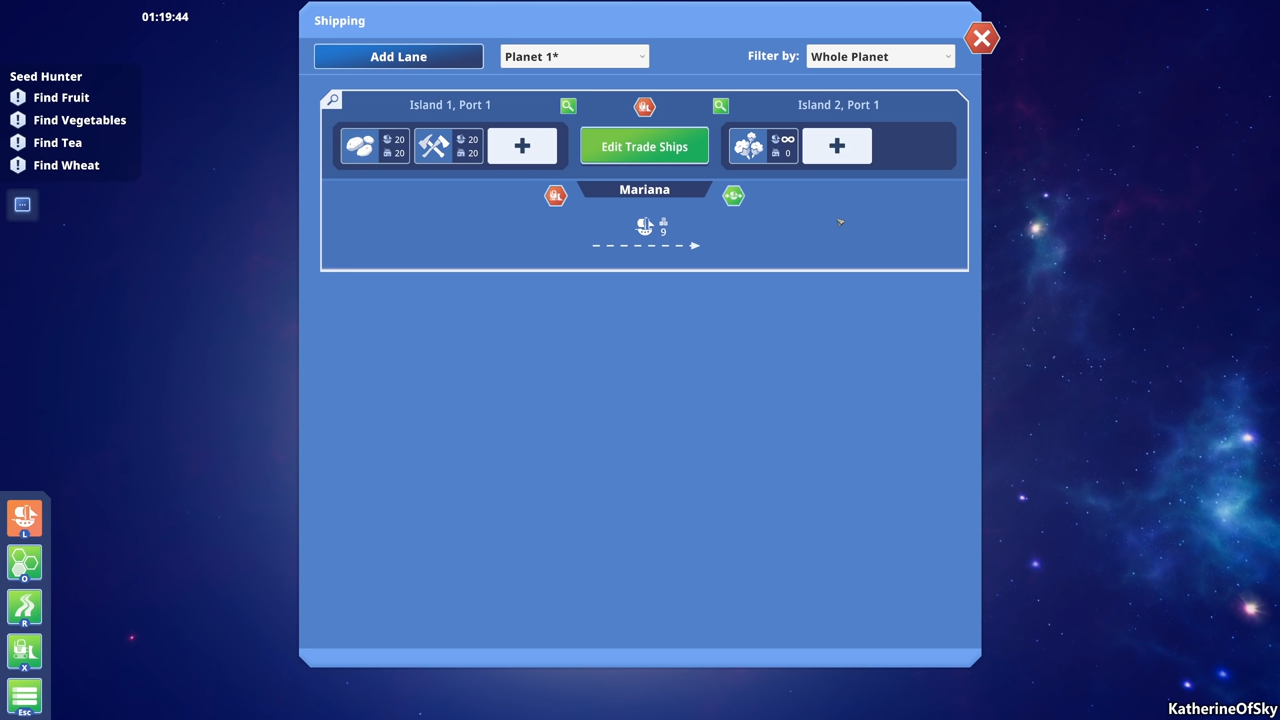 01:19:44
Shipping
Add Lane
Planet 1*
Filter by:
Whole Planet
Seed Hunter
Find Fruit
Find Vegetables
Find Tea
Find Wheat
Island 1, Port 1
Island 2, Port 1
20
20
20
20
Edit Trade Ships
∞
0
Mariana
9
L
O
R
X
Esc
KatherineOfSky